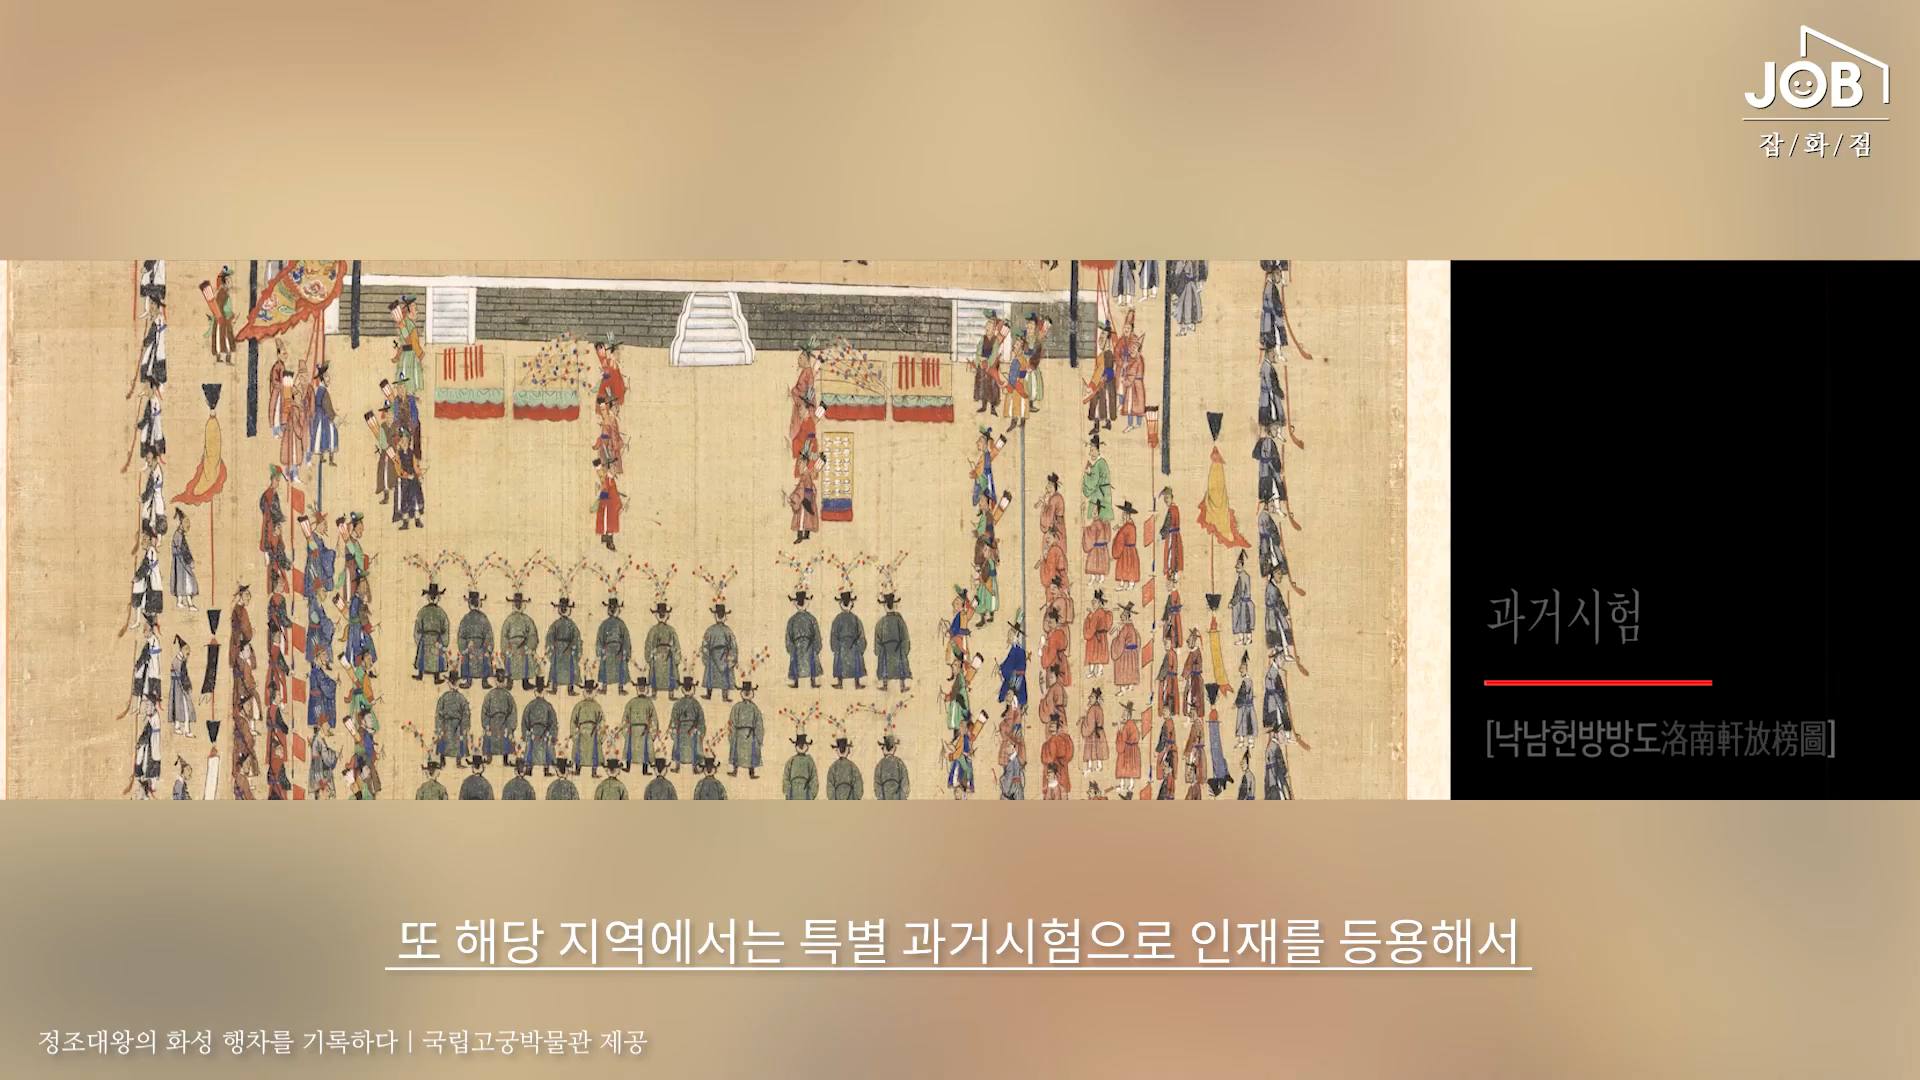 JOB
잡/화/점
과거시험
[낙남헌방방도洛南軒放榜圖]
또 해당 지역에서는 특별 과거시험으로 인재를 등용해서
정조대왕의 화성 행차를 기록하다 | 국립고궁박물관 제공